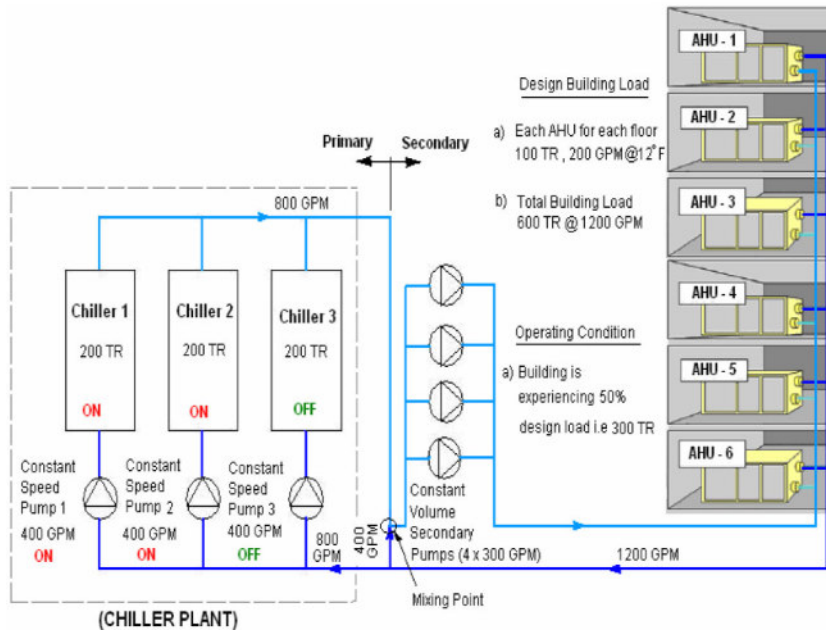 AHU - 1
Design Building Load
AHU - 2
a) Each AHU for each floor
100 TR , 200 GPM @12°F
Primary
Secondary
AHU - 3
b) Total Building Load
600 TR @ 1200 GPM
800 GPM
AHU - 4
Chiller 1
200 TR
ON
Chiller 2
200 TR
ON
Chiller 3
200 TR
OFF
Operating Condition
AHU - 5
a) Building is
experiencing 50%
design load i.e 300 TR
AHU - 6
Constant
Speed
Pump 1
400 GPM
ON
Constant
Speed
Pump 2
400 GPM
ON
Constant
Speed
Pump 3
400 GPM
OFF
800
GPM
400
GPM
Constant
Volume
Secondary
Pumps (4 x 300 GPM)
1200 GPM
Mixing Point
(CHILLER PLANT)